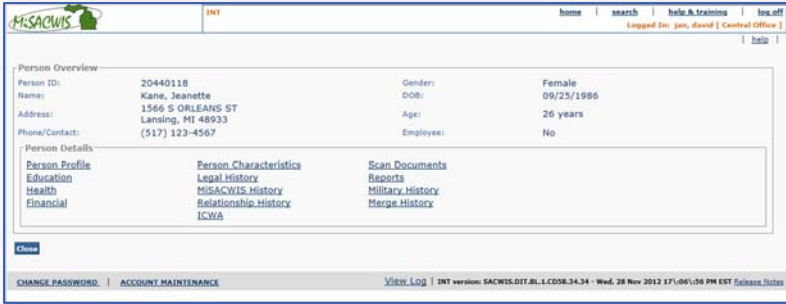 MiSACWIS
INT
home | search | help & training | log off
Logged In: jan, david [ Central Office ]
| help |
Person Overview
Person ID: 20440118 Gender: Female
Name: Kane, Jeanette DOB: 09/25/1986
Address: 1566 S ORLEANS ST
Lansing, MI 48933 Age: 26 years
Phone/Contact: (517) 123-4567 Employee: No
Person Details
Person Profile Person Characteristics Scan Documents
Education Legal History Reports
Health MiSACWIS History Military History
Financial Relationship History Merge History
ICWA
Close
CHANGE PASSWORD | ACCOUNT MAINTENANCE View Log | INT version: SACWIS.DIT.BL.1.CD5B.34.34 - Wed, 28 Nov 2012 17\:06\:56 PM EST Release Notes